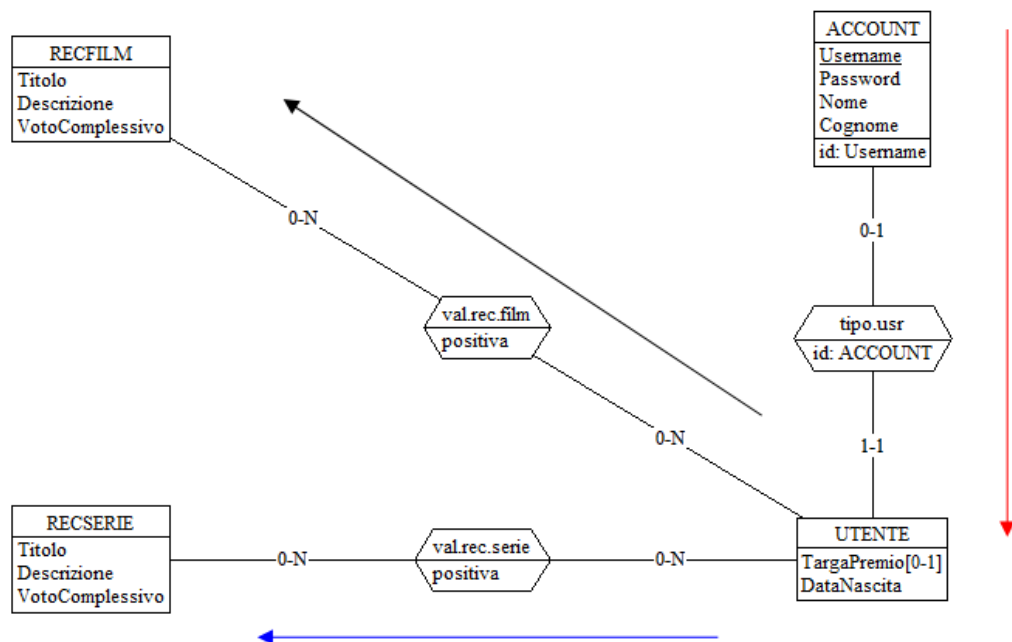 RECFILM
Titolo
Descrizione
VotoComplessivo
ACCOUNT
Username
Password
Nome
Cognome
id: Username
0-N
0-1
val.rec.film
positiva
tipo.usr
id: ACCOUNT
0-N
1-1
RECSERIE
Titolo
Descrizione
VotoComplessivo
0-N
val.rec.serie
positiva
0-N
UTENTE
TargaPremio[0-1]
DataNascita